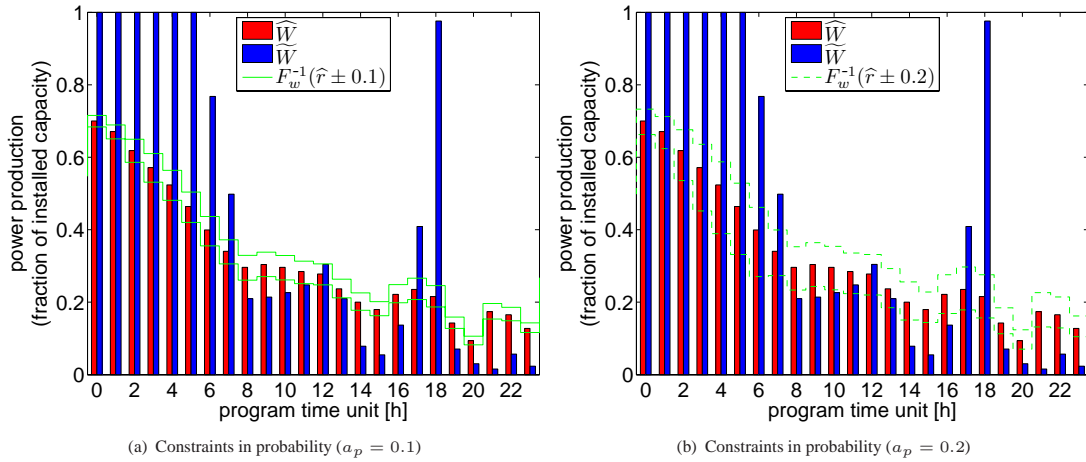 1
0.8
0.6
0.4
0.2
0
power production
(fraction of installed capacity)
Ŵ
W̃
F_w^-1(r̂ ± 0.1)
0 2 4 6 8 10 12 14 16 18 20 22
program time unit [h]
(a) Constraints in probability (a_p = 0.1)
1
0.8
0.6
0.4
0.2
0
power production
(fraction of installed capacity)
Ŵ
W̃
F_w^-1(r̂ ± 0.2)
0 2 4 6 8 10 12 14 16 18 20 22
program time unit [h]
(b) Constraints in probability (a_p = 0.2)